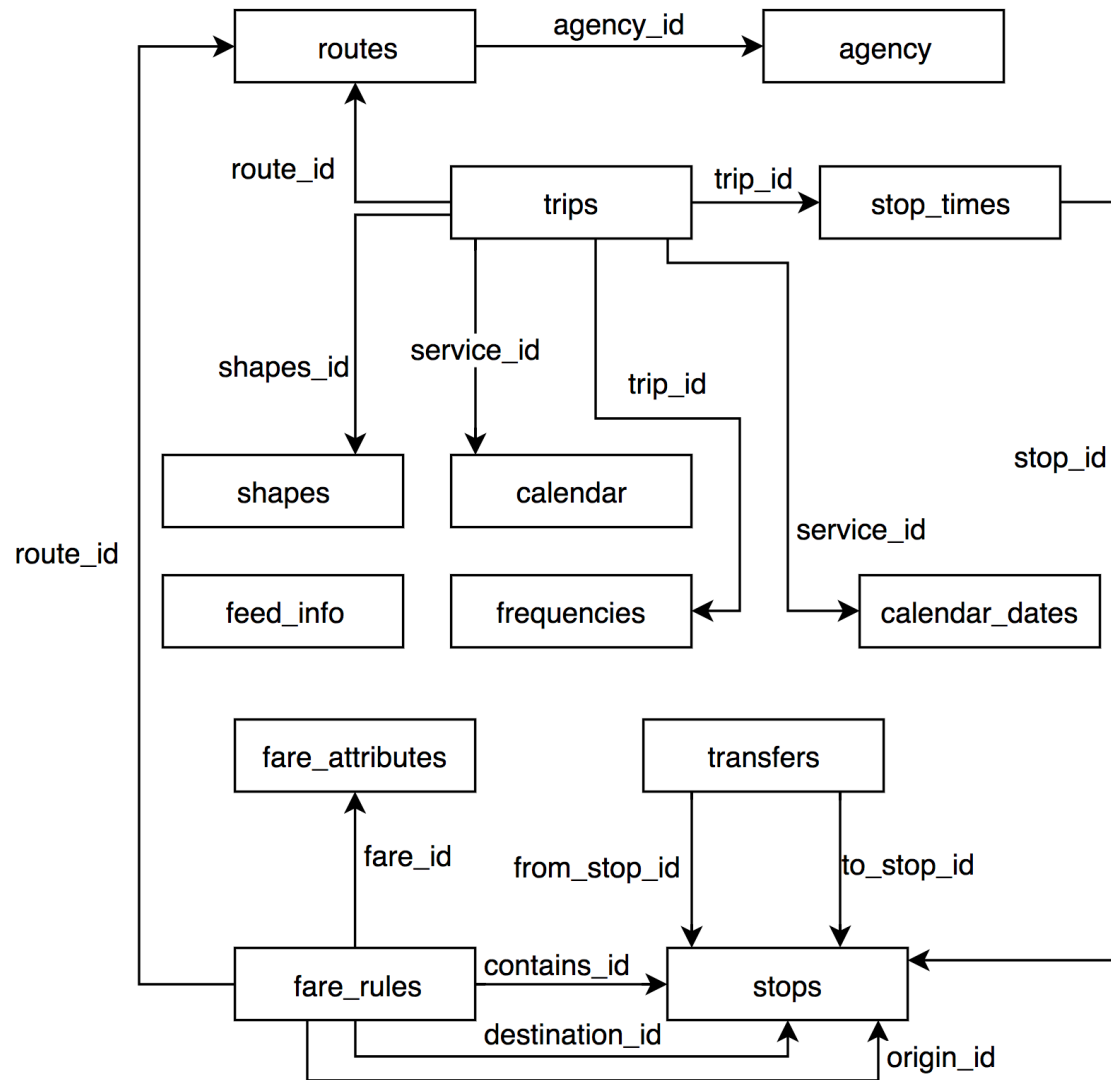 agency_id
routes
agency
route_id
trip_id
trips
stop_times
service_id
shapes_id
trip_id
stop_id
shapes
calendar
service_id
route_id
feed_info
frequencies
calendar_dates
fare_attributes
transfers
fare_id
from_stop_id
to_stop_id
contains_id
fare_rules
stops
destination_id
origin_id